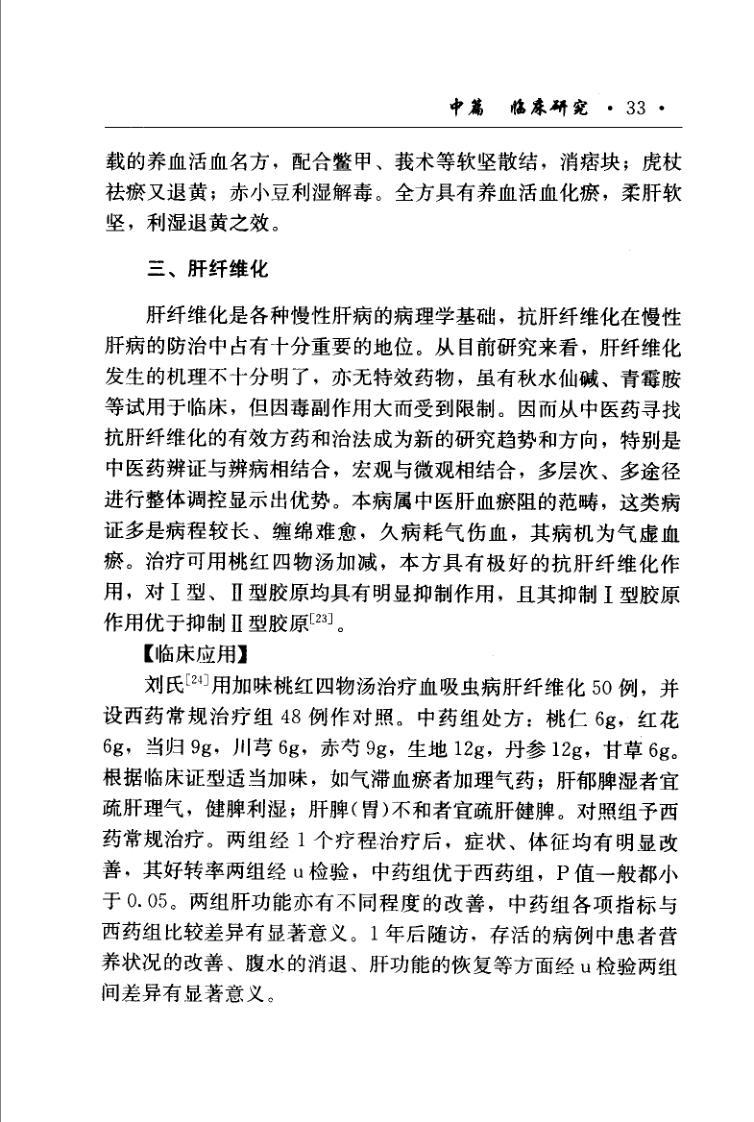 中篇 临床研究 · 33 ·
载的养血活血名方，配合鳖甲、莪术等软坚散结，消痞块；虎杖
祛瘀又退黄；赤小豆利湿解毒。全方具有养血活血化瘀，柔肝软
坚，利湿退黄之效。
三、肝纤维化
肝纤维化是各种慢性肝病的病理学基础，抗肝纤维化在慢性
肝病的防治中占有十分重要的地位。从目前研究来看，肝纤维化
发生的机理不十分明了，亦无特效药物，虽有秋水仙碱、青霉胺
等试用于临床，但因毒副作用大而受到限制。因而从中医药寻找
抗肝纤维化的有效方药和治法成为新的研究趋势和方向，特别是
中医药辨证与辨病相结合，宏观与微观相结合，多层次、多途径
进行整体调控显示出优势。本病属中医肝血瘀阻的范畴，这类病
证多是病程较长、缠绵难愈，久病耗气伤血，其病机为气虚血
瘀。治疗可用桃红四物汤加减，本方具有极好的抗肝纤维化作
用，对Ⅰ型、Ⅱ型胶原均具有明显抑制作用，且其抑制Ⅰ型胶原
作用优于抑制Ⅱ型胶原[23]。
【临床应用】
刘氏[24]用加味桃红四物汤治疗血吸虫病肝纤维化 50 例，并
设西药常规治疗组 48 例作对照。中药组处方：桃仁 6g，红花
6g，当归 9g，川芎 6g，赤芍 9g，生地 12g，丹参 12g，甘草 6g。
根据临床证型适当加味，如气滞血瘀者加理气药；肝郁脾湿者宜
疏肝理气，健脾利湿；肝脾(胃)不和者宜疏肝健脾。对照组予西
药常规治疗。两组经 1 个疗程治疗后，症状、体征均有明显改
善，其好转率两组经 u 检验，中药组优于西药组，P 值一般都小
于 0.05。两组肝功能亦有不同程度的改善，中药组各项指标与
西药组比较差异有显著意义。1 年后随访，存活的病例中患者营
养状况的改善、腹水的消退、肝功能的恢复等方面经 u 检验两组
间差异有显著意义。